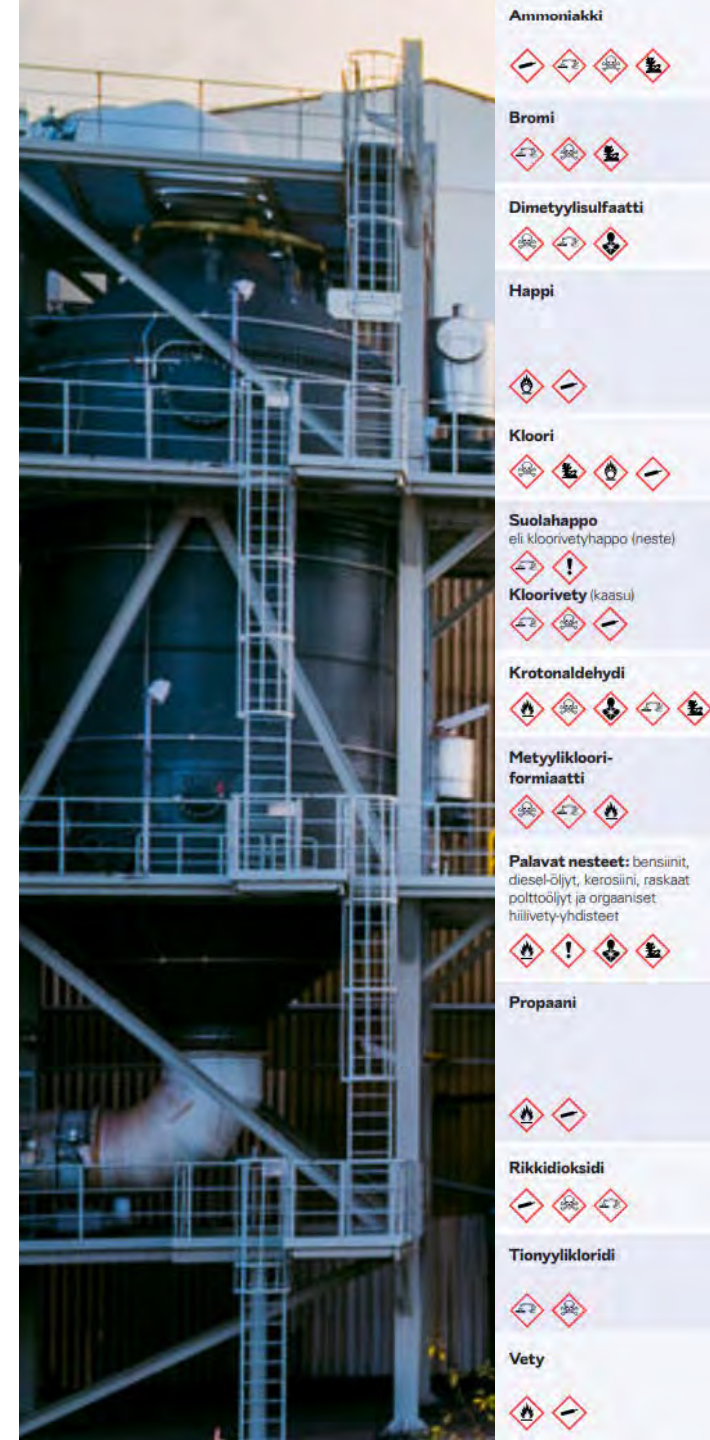 Ammoniakki
Bromi
Dimetyylisulfaatti
Happi
Kloori
Suolahappo
eli kloorivetyhappo (neste)
Kloorivety (kaasu)
Krotonaldehydi
Metyylikloori-
formiaatti
Palavat nesteet: bensiinit,
diesel-öljyt, kerosiini, raskaat
polttoöljyt ja orgaaniset
hiilivety-yhdisteet
Propaani
Rikkidioksidi
Tionyylikloridi
Vety